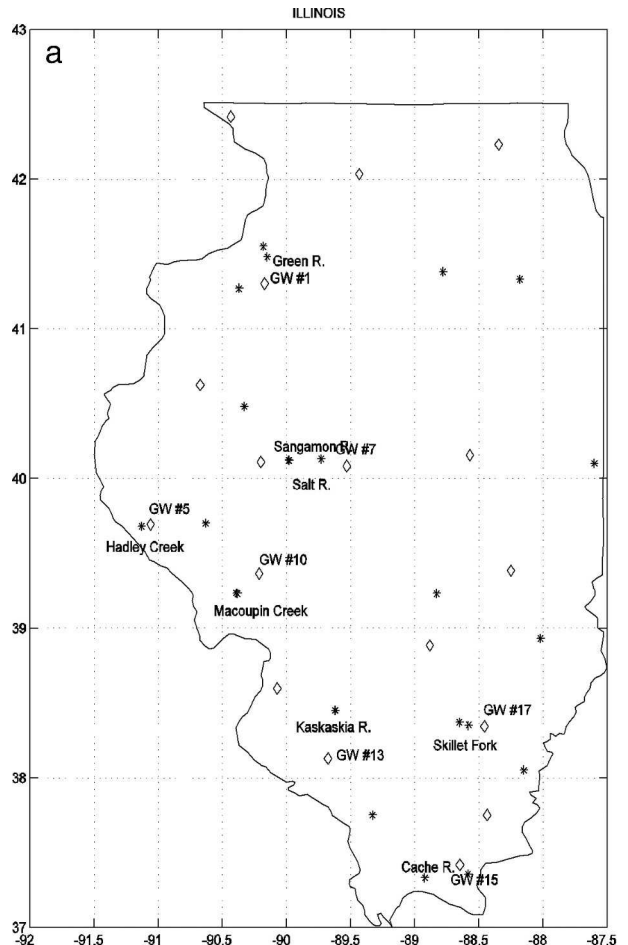 ILLINOIS
43
a
42
Green R.
GW #1
41
Sangamon R.
GW #7
40
Salt R.
GW #5
Hadley Creek
GW #10
Macoupin Creek
39
GW #17
Kaskaskia R.
Skillet Fork
GW #13
38
Cache R.
GW #15
37
-92 -91.5 -91 -90.5 -90 -89.5 -89 -88.5 -88 -87.5